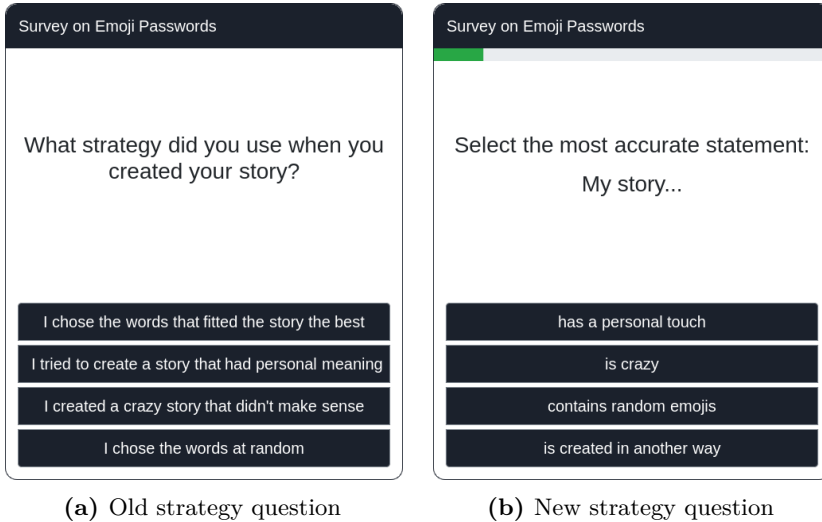 Survey on Emoji Passwords
What strategy did you use when you
created your story?
I chose the words that fitted the story the best
I tried to create a story that had personal meaning
I created a crazy story that didn't make sense
I chose the words at random
(a) Old strategy question
Survey on Emoji Passwords
Select the most accurate statement:
My story...
has a personal touch
is crazy
contains random emojis
is created in another way
(b) New strategy question